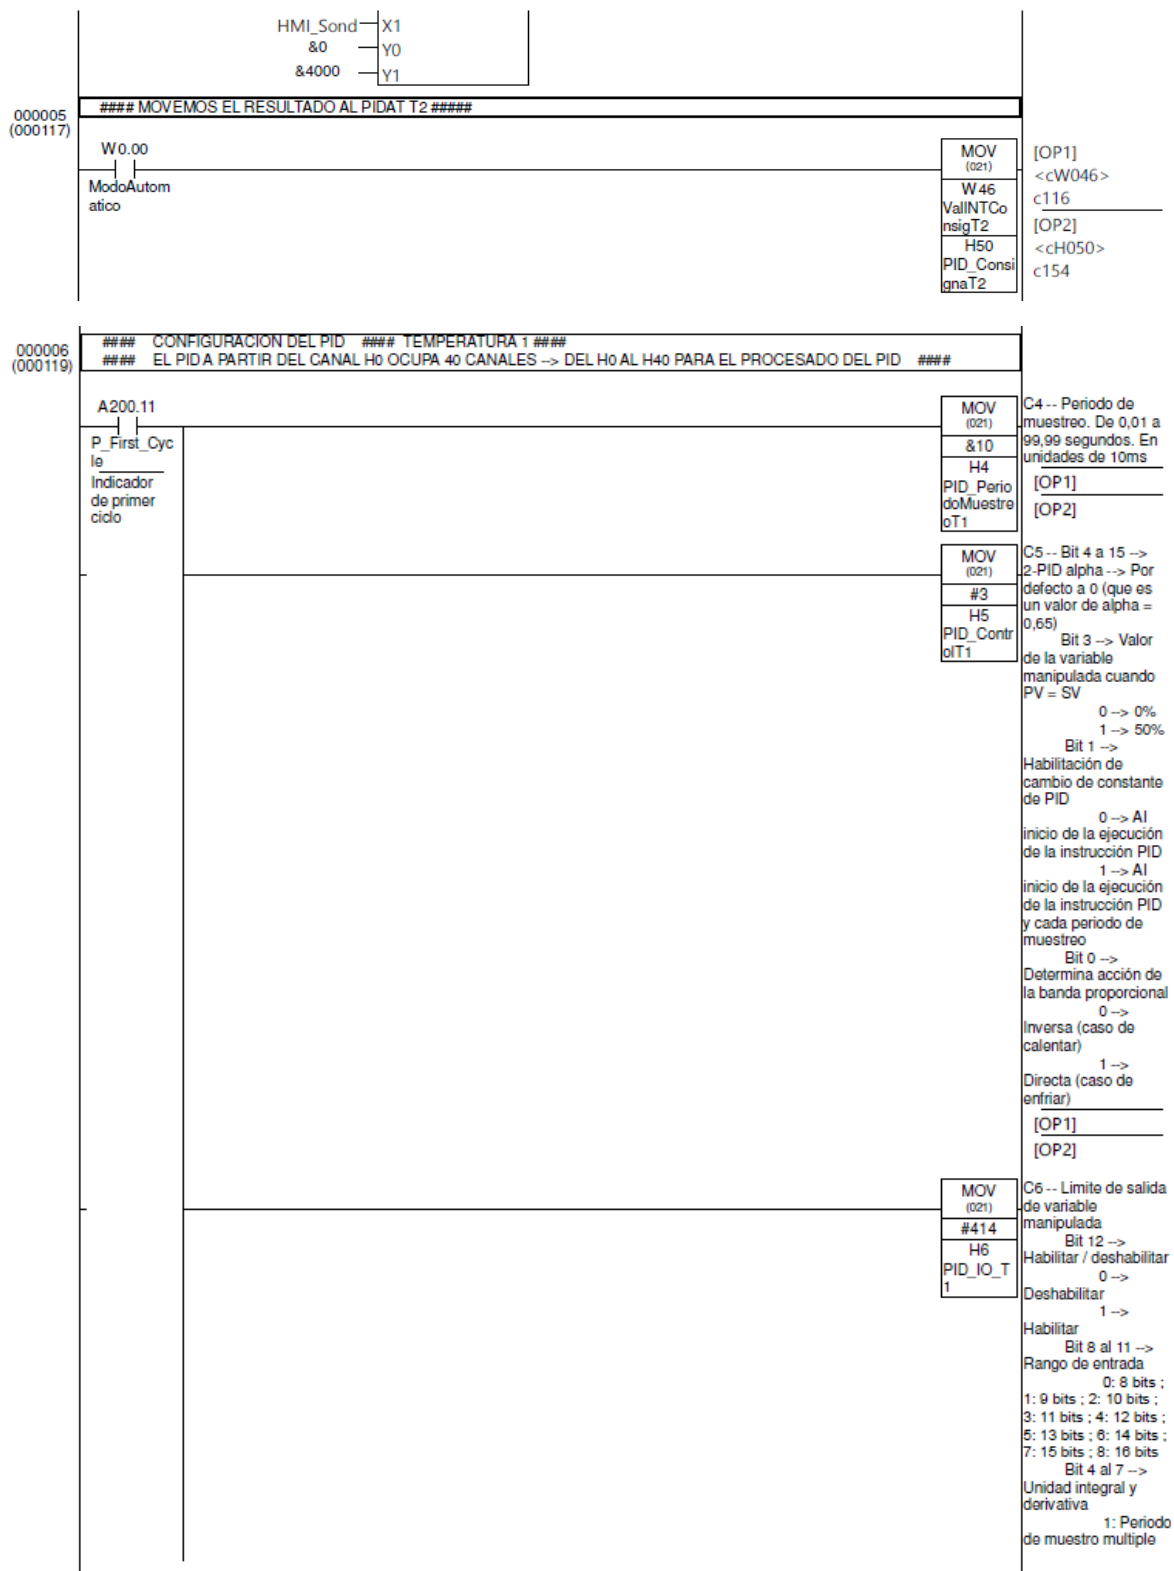 HMI_Sond X1
&0 Y0
&4000 Y1
000005
(000117)
#### MOVEMOS EL RESULTADO AL PIDAT T2 #####
W0.00
ModoAutom
atico
MOV
(021)
W46
ValINTCo
nsigT2
H50
PID_Consi
gnaT2
[OP1]
<cW046>
c116
[OP2]
<cH050>
c154
000006
(000119)
#### CONFIGURACION DEL PID #### TEMPERATURA 1 ####
#### EL PID A PARTIR DEL CANAL H0 OCUPA 40 CANALES --> DEL H0 AL H40 PARA EL PROCESADO DEL PID ####
A200.11
P_First_Cyc
le
Indicador
de primer
ciclo
MOV
(021)
&10
H4
PID_Perio
doMuestre
oT1
C4 -- Periodo de
muestreo. De 0,01 a
99,99 segundos. En
unidades de 10ms
[OP1]
[OP2]
MOV
(021)
#3
H5
PID_Contr
olT1
C5 -- Bit 4 a 15 -->
2-PID alpha --> Por
defecto a 0 (que es
un valor de alpha =
0,65)
Bit 3 --> Valor
de la variable
manipulada cuando
PV = SV
0 --> 0%
1 --> 50%
Bit 1 -->
Habilitación de
cambio de constante
de PID
0 --> Al
inicio de la ejecución
de la instrucción PID
1 --> Al
inicio de la ejecución
de la instrucción PID
y cada periodo de
muestreo
Bit 0 -->
Determina acción de
la banda proporcional
0 -->
Inversa (caso de
calentar)
1 -->
Directa (caso de
enfriar)
[OP1]
[OP2]
MOV
(021)
#414
H6
PID_IO_T
1
C6 -- Limite de salida
de variable
manipulada
Bit 12 -->
Habilitar / deshabilitar
0 -->
Deshabilitar
1 -->
Habilitar
Bit 8 al 11 -->
Rango de entrada
0: 8 bits ;
1: 9 bits ; 2: 10 bits ;
3: 11 bits ; 4: 12 bits ;
5: 13 bits ; 6: 14 bits ;
7: 15 bits ; 8: 16 bits
Bit 4 al 7 -->
Unidad integral y
derivativa
1: Periodo
de muestro multiple